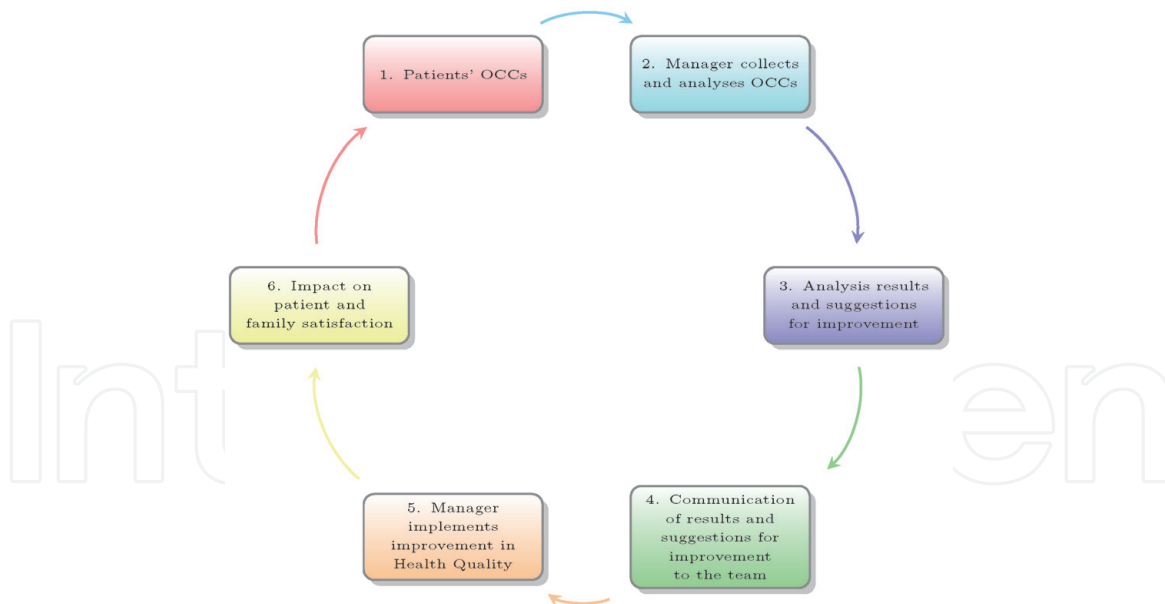 1. Patients' OCCs
2. Manager collects
and analyses OCCs
3. Analysis results
and suggestions
for improvement
4. Communication
of results and
suggestions for
improvement
to the team
5. Manager
implements
improvement in
Health Quality
6. Impact on
patient and
family satisfaction
Int
en